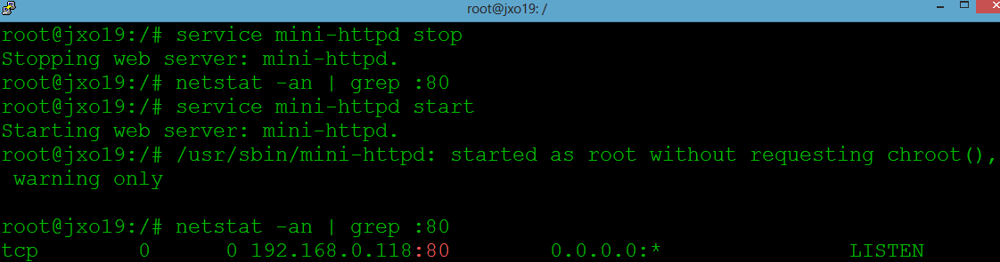 root@jxo19: /
root@jxo19:/# service mini-httpd stop
Stopping web server: mini-httpd.
root@jxo19:/# netstat -an | grep :80
root@jxo19:/# service mini-httpd start
Starting web server: mini-httpd.
root@jxo19:/# /usr/sbin/mini-httpd: started as root without requesting chroot(),
 warning only
root@jxo19:/# netstat -an | grep :80
tcp        0      0 192.168.0.118:80        0.0.0.0:*               LISTEN